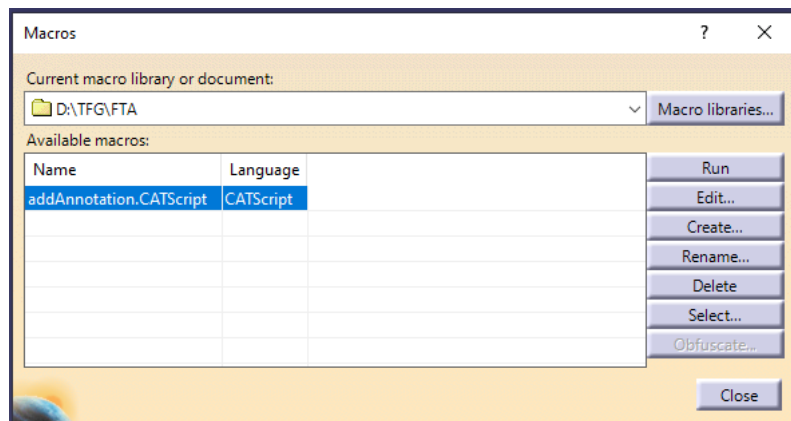 Macros ? X
Current macro library or document:
D:\TFG\FTA Macro libraries...
Available macros:
Name Language Run
addAnnotation.CATScript CATScript Edit...
Create...
Rename...
Delete
Select...
Obfuscate...
Close